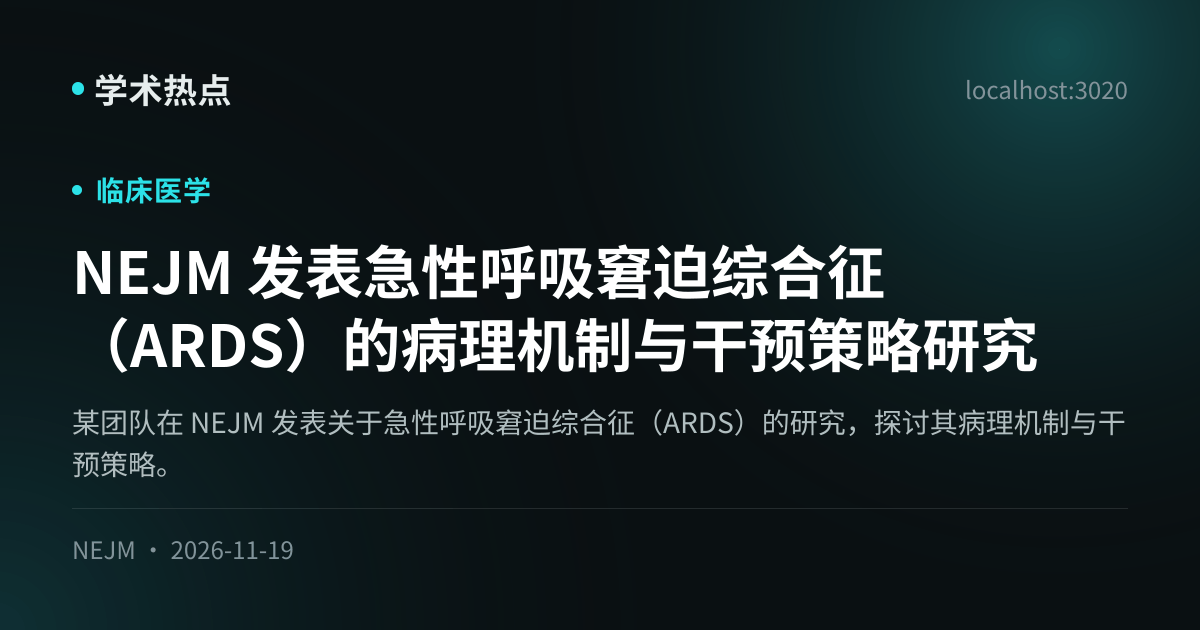 学术热点
localhost:3020
临床医学
NEJM 发表急性呼吸窘迫综合征
（ARDS）的病理机制与干预策略研究
某团队在 NEJM 发表关于急性呼吸窘迫综合征（ARDS）的研究，探讨其病理机制与干
预策略。
NEJM · 2026-11-19